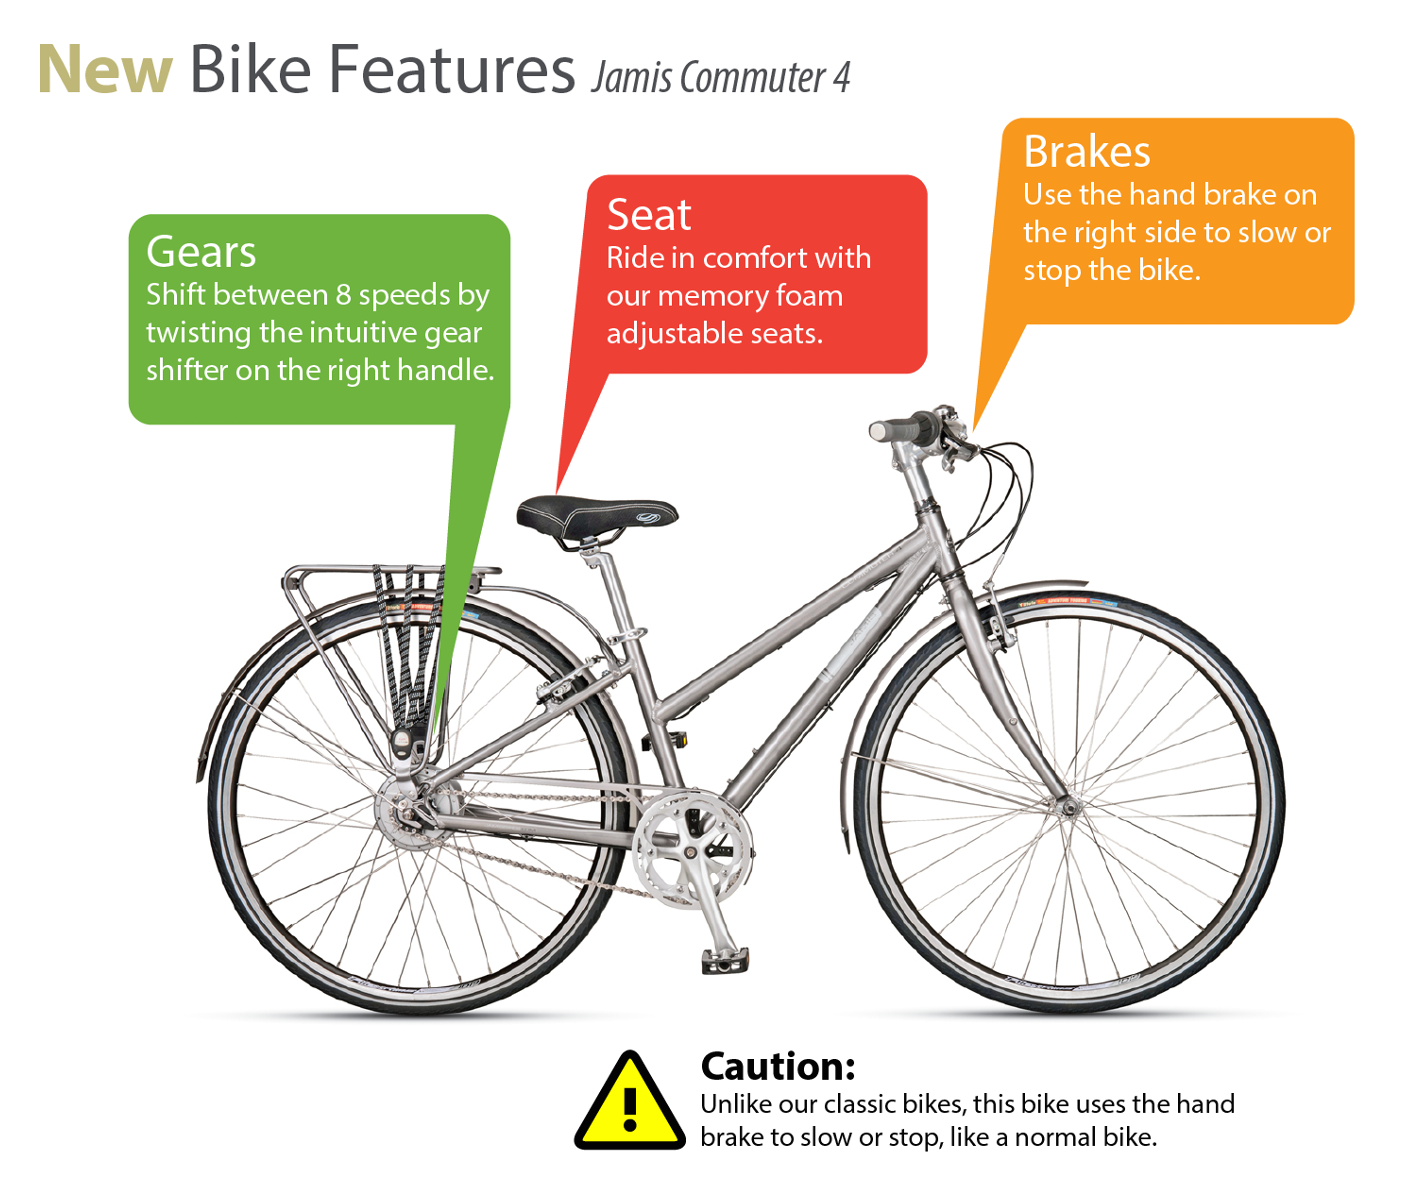 New Bike Features Jamis Commuter 4
Brakes
Use the hand brake on
the right side to slow or
stop the bike.
Seat
Ride in comfort with
our memory foam
adjustable seats.
Gears
Shift between 8 speeds by
twisting the intuitive gear
shifter on the right handle.
Caution:
Unlike our classic bikes, this bike uses the hand
brake to slow or stop, like a normal bike.